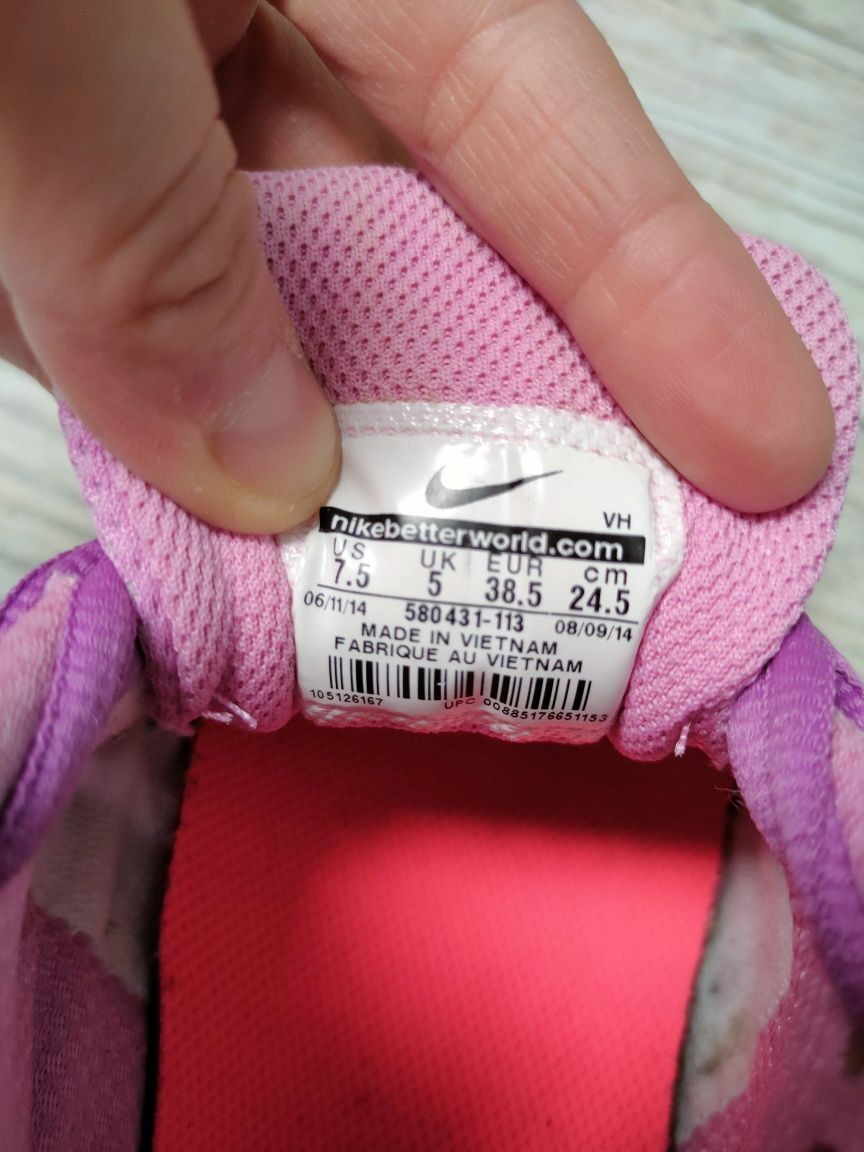 VH
nikebetterworld.com
US UK EUR cm
7.5 5 38.5 24.5
06/11/14 580431-113 08/09/14
MADE IN VIETNAM
FABRIQUE AU VIETNAM
105126167 UPC 00885176651153